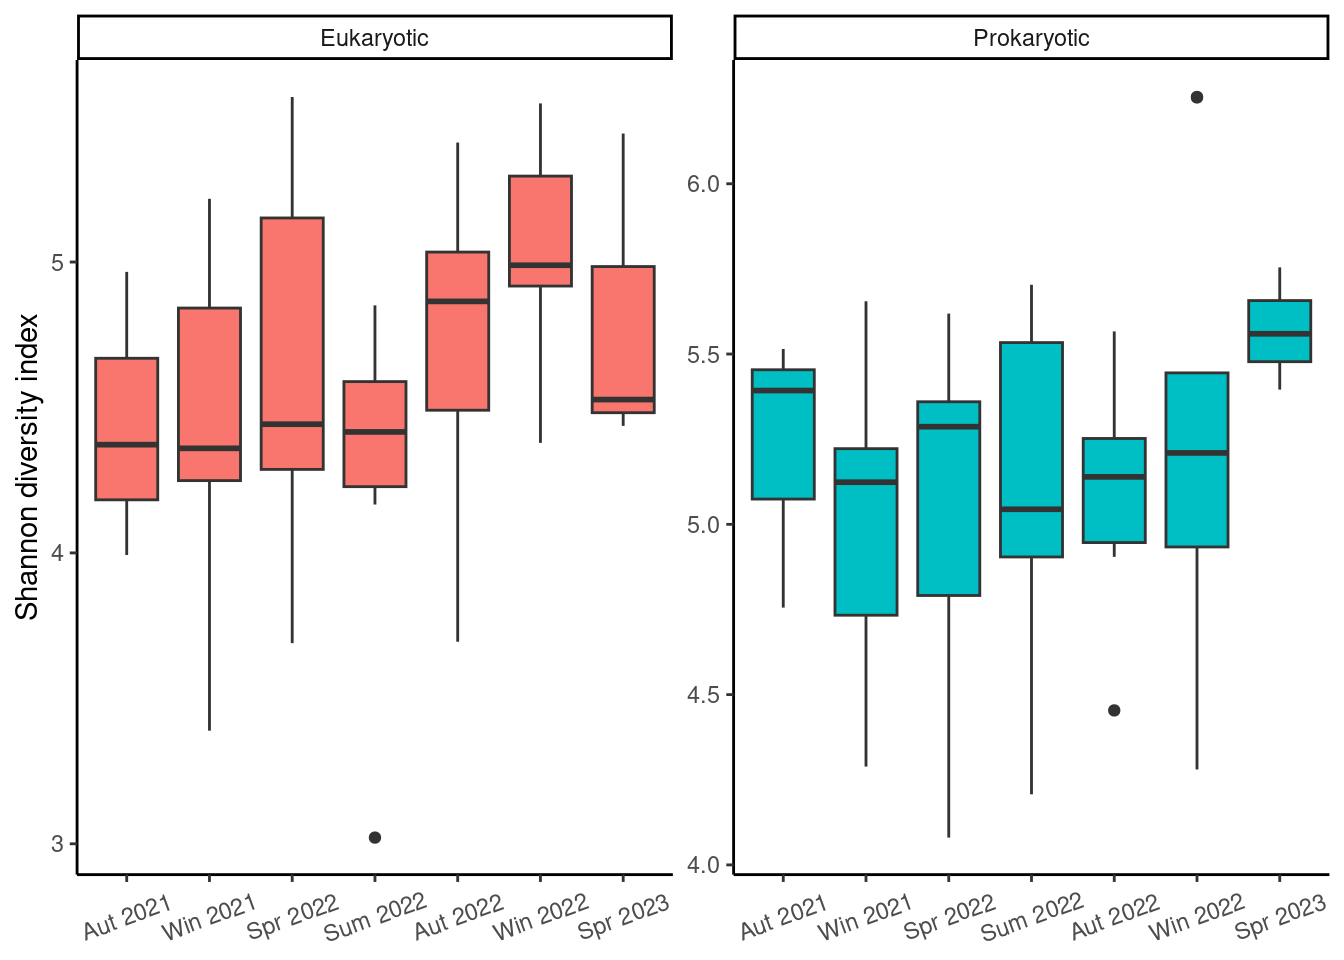 Eukaryotic
Prokaryotic
Shannon diversity index
5
4
3
6.0
5.5
5.0
4.5
4.0
Aut 2021
Win 2021
Spr 2022
Sum 2022
Aut 2022
Win 2022
Spr 2023
Aut 2021
Win 2021
Spr 2022
Sum 2022
Aut 2022
Win 2022
Spr 2023